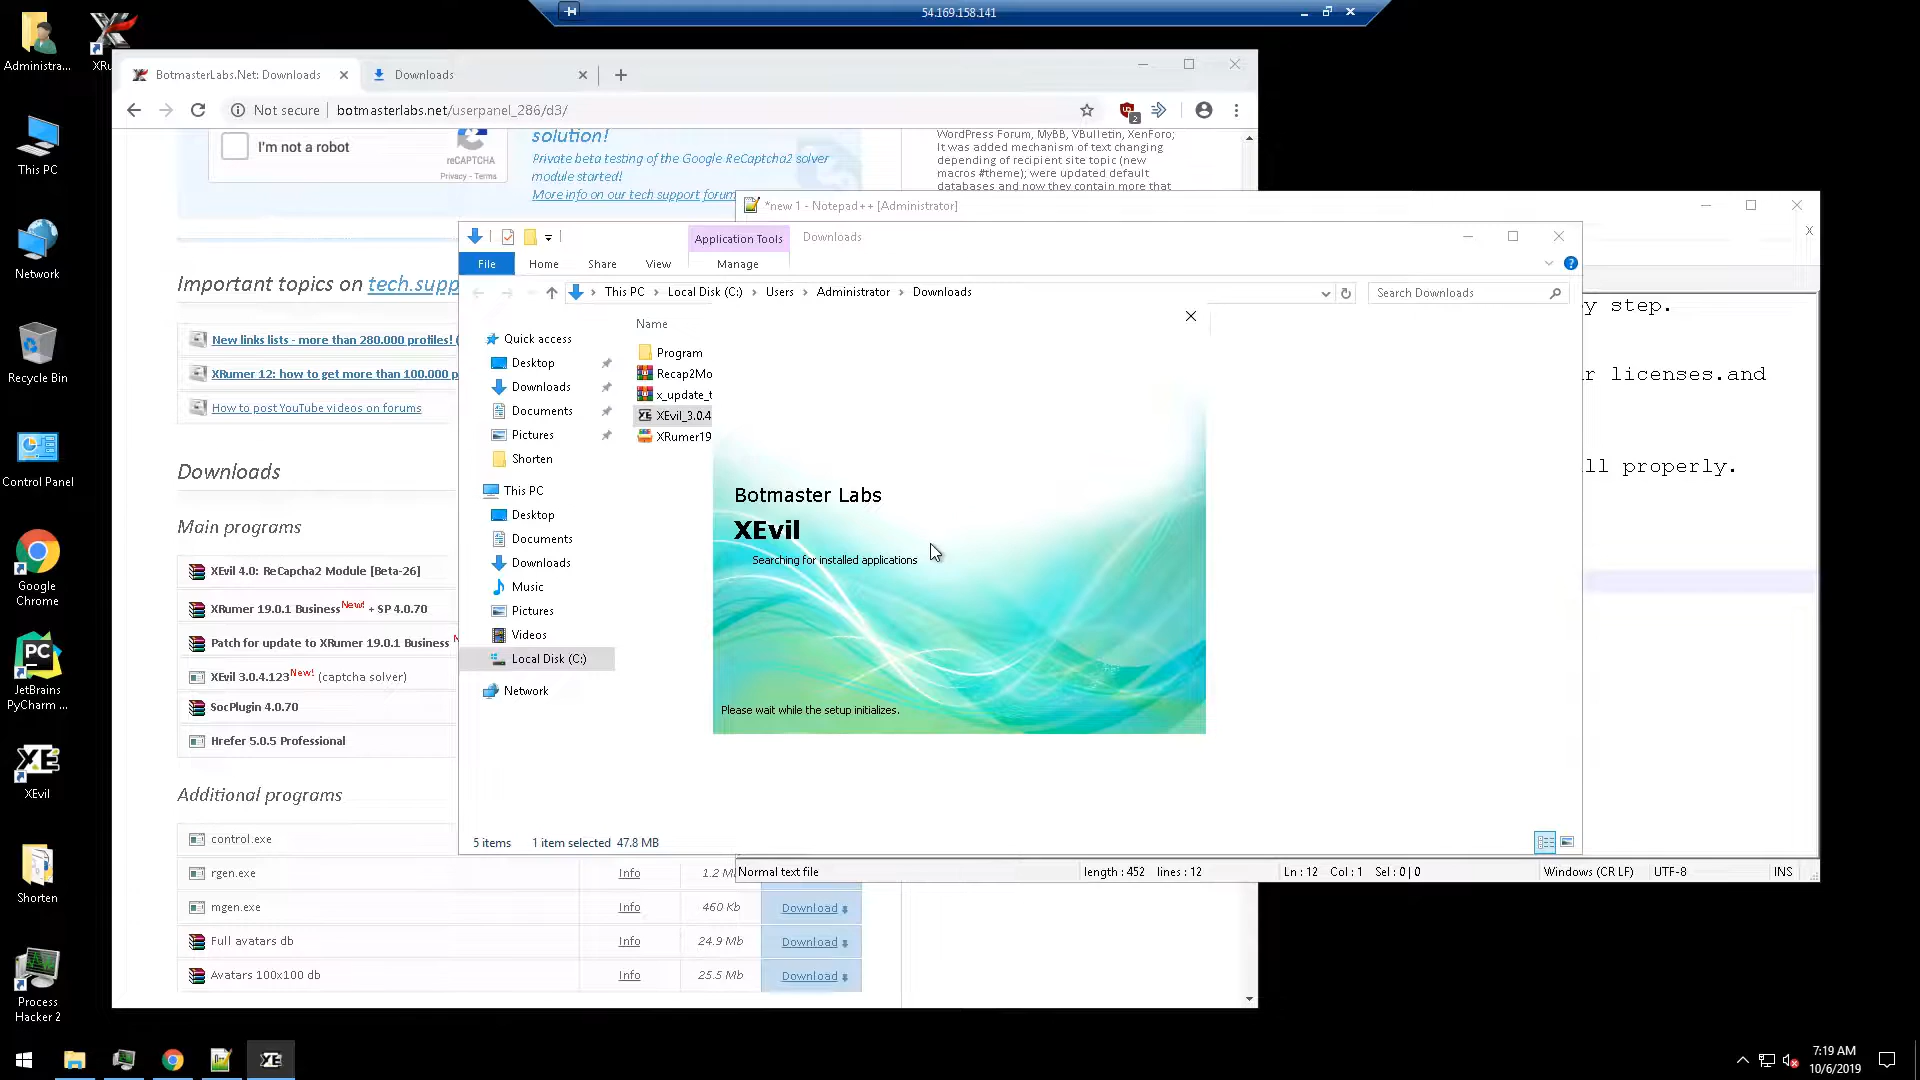 54.169.158.141
Administra...
XRu
This PC
Network
Recycle Bin
Control Panel
Google
Chrome
JetBrains
PyCharm ...
XEvil
Shorten
Process
Hacker 2
BotmasterLabs.Net: Downloads
Downloads
Not secure
botmasterlabs.net/userpanel_286/d3/
2
I'm not a robot
reCAPTCHA
Privacy - Terms
solution!
Private beta testing of the Google ReCaptcha2 solver
module started!
More info on our tech support forum
WordPress Forum, MyBB, VBulletin, XenForo;
It was added mechanism of text changing
depending of recipient site topic (new
macros #theme); were updated default
databases and now they contain more that
Important topics on tech.supp
New links lists - more than 280.000 profiles! (
XRumer 12: how to get more than 100.000 p
How to post YouTube videos on forums
Downloads
Main programs
XEvil 4.0: ReCapcha2 Module [Beta-26]
XRumer 19.0.1 Business New! + SP 4.0.70
Patch for update to XRumer 19.0.1 Business N
XEvil 3.0.4.123 New! (captcha solver)
SocPlugin 4.0.70
Hrefer 5.0.5 Professional
Additional programs
control.exe
rgen.exe Info 1.2 M
mgen.exe Info 460 Kb Download
Full avatars db Info 24.9 Mb Download
Avatars 100x100 db Info 25.5 Mb Download
*new 1 - Notepad++ [Administrator]
X
y step.
r licenses.and
ll properly.
Normal text file length : 452 lines : 12 Ln : 12 Col : 1 Sel : 0 | 0 Windows (CR LF) UTF-8 INS
Application Tools Downloads
File Home Share View Manage
This PC > Local Disk (C:) > Users > Administrator > Downloads
Search Downloads
Quick access
Desktop
Downloads
Documents
Pictures
Shorten
This PC
Desktop
Documents
Downloads
Music
Pictures
Videos
Local Disk (C:)
Network
Name
Program
Recap2Mo
x_update_t
XEvil_3.0.4
XRumer19
5 items 1 item selected 47.8 MB
Botmaster Labs
XEvil
Searching for installed applications
Please wait while the setup initializes.
7:19 AM
10/6/2019